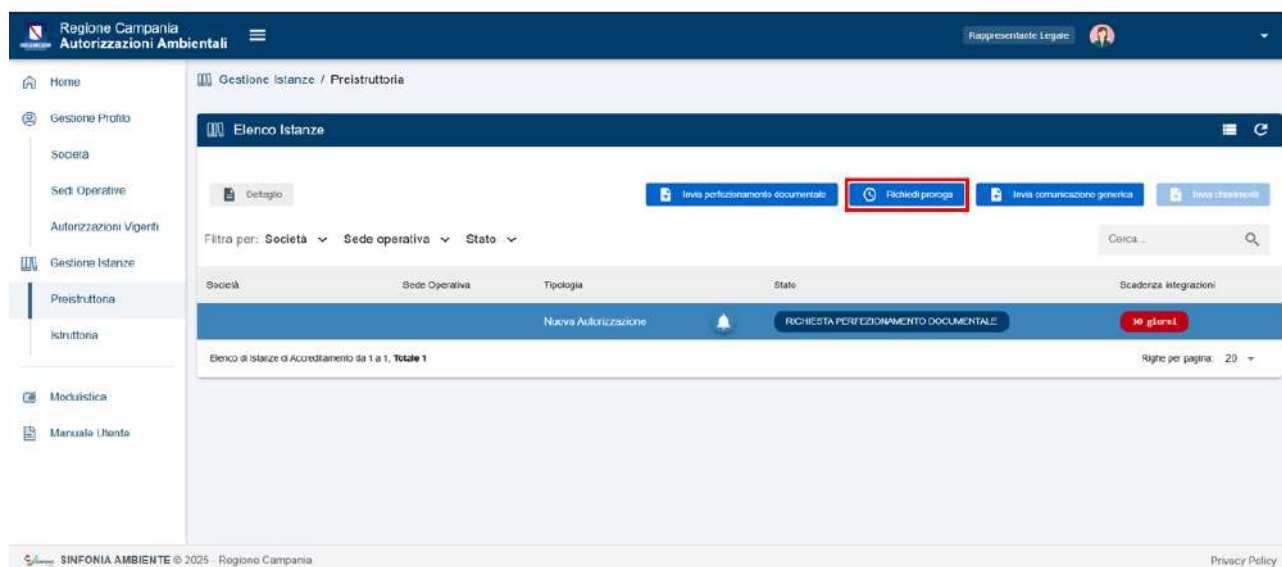 Regione Campania
Autorizzazioni Ambientali
Rappresentante Legale
Home
Gestione Profilo
Società
Sedi Operative
Autorizzazioni Vigenti
Gestione Istanze
Preistruttoria
Istruttoria
Modulistica
Manuale Utente
Gestione Istanze / Preistruttoria
Elenco Istanze
Dettaglio
Invia perfezionamento documentale
Richiedi proroga
Invia comunicazione generica
Invia chiarimenti
Filtra per: Società Sede operativa Stato
Cerca...
Società Sede Operativa Tipologia Stato Scadenza integrazioni
Nuova Autorizzazione RICHIESTA PERFEZIONAMENTO DOCUMENTALE 30 giorni
Elenco di Istanze di Accreditamento da 1 a 1, Totale 1 Righe per pagina: 20
SINFONIA AMBIENTE © 2025 - Regione Campania Privacy Policy